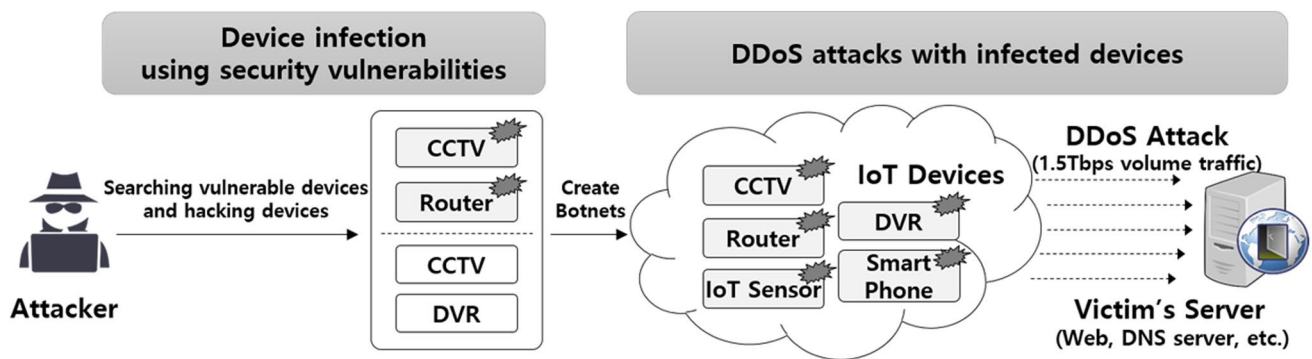 Device infection
using security vulnerabilities
DDoS attacks with infected devices
Attacker
Searching vulnerable devices
and hacking devices
CCTV
Router
CCTV
DVR
Create
Botnets
IoT Devices
CCTV
Router
IoT Sensor
DVR
Smart
Phone
DDoS Attack
(1.5Tbps volume traffic)
Victim's Server
(Web, DNS server, etc.)